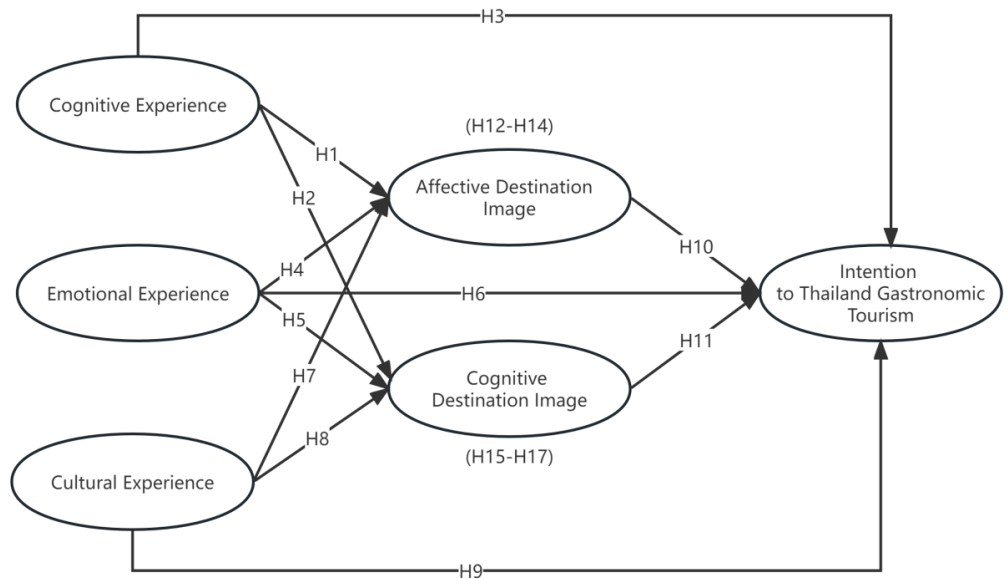 H3
Cognitive Experience
(H12-H14)
H1
Affective Destination
Image
H2
H10
H4
Emotional Experience
H6
Intention
to Thailand Gastronomic
Tourism
H5
H11
H7
Cognitive
Destination Image
H8
(H15-H17)
Cultural Experience
H9